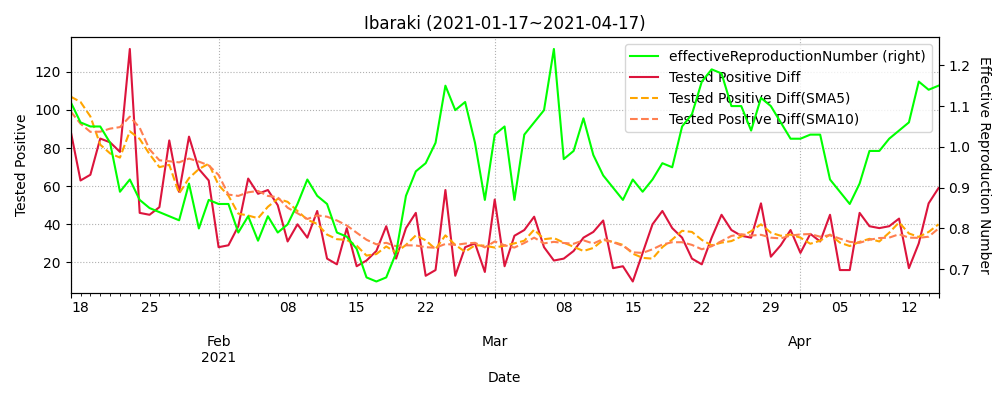 Ibaraki (2021-01-17~2021-04-17)
effectiveReproductionNumber (right)
Tested Positive Diff
Tested Positive Diff(SMA5)
Tested Positive Diff(SMA10)
Tested Positive
120
100
80
60
40
20
Effective Reproduction Number
1.2
1.1
1.0
0.9
0.8
0.7
18 25 08 15 22 08 15 22 29 05 12
Feb Mar Apr
2021
Date